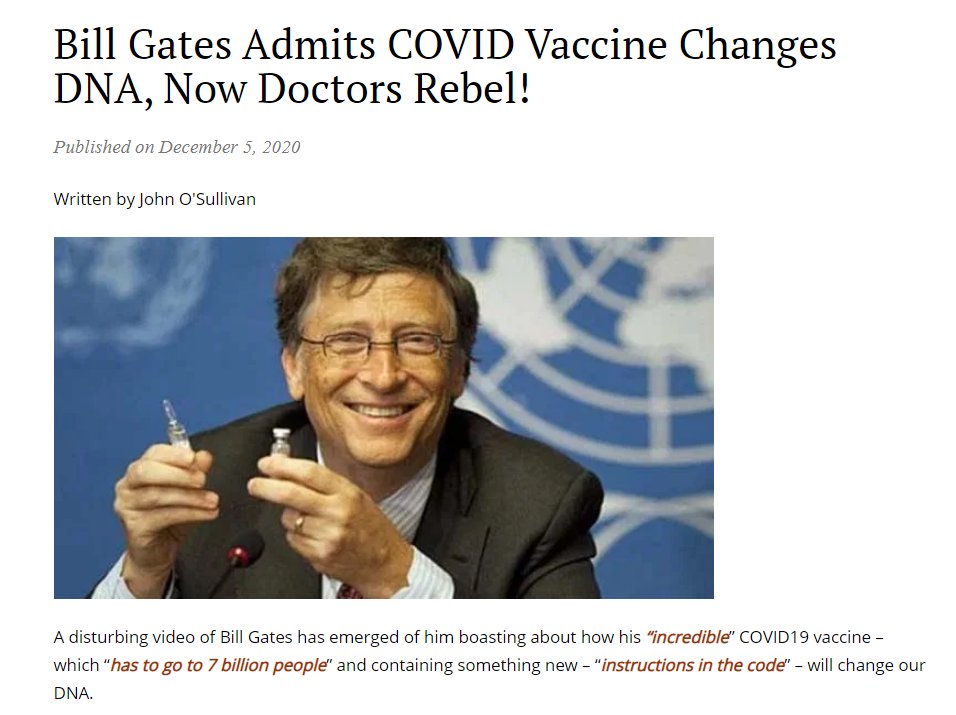 Bill Gates Admits COVID Vaccine Changes
DNA, Now Doctors Rebel!
Published on December 5, 2020
Written by John O'Sullivan
A disturbing video of Bill Gates has emerged of him boasting about how his “incredible” COVID19 vaccine –
which “has to go to 7 billion people” and containing something new – “instructions in the code” – will change our
DNA.